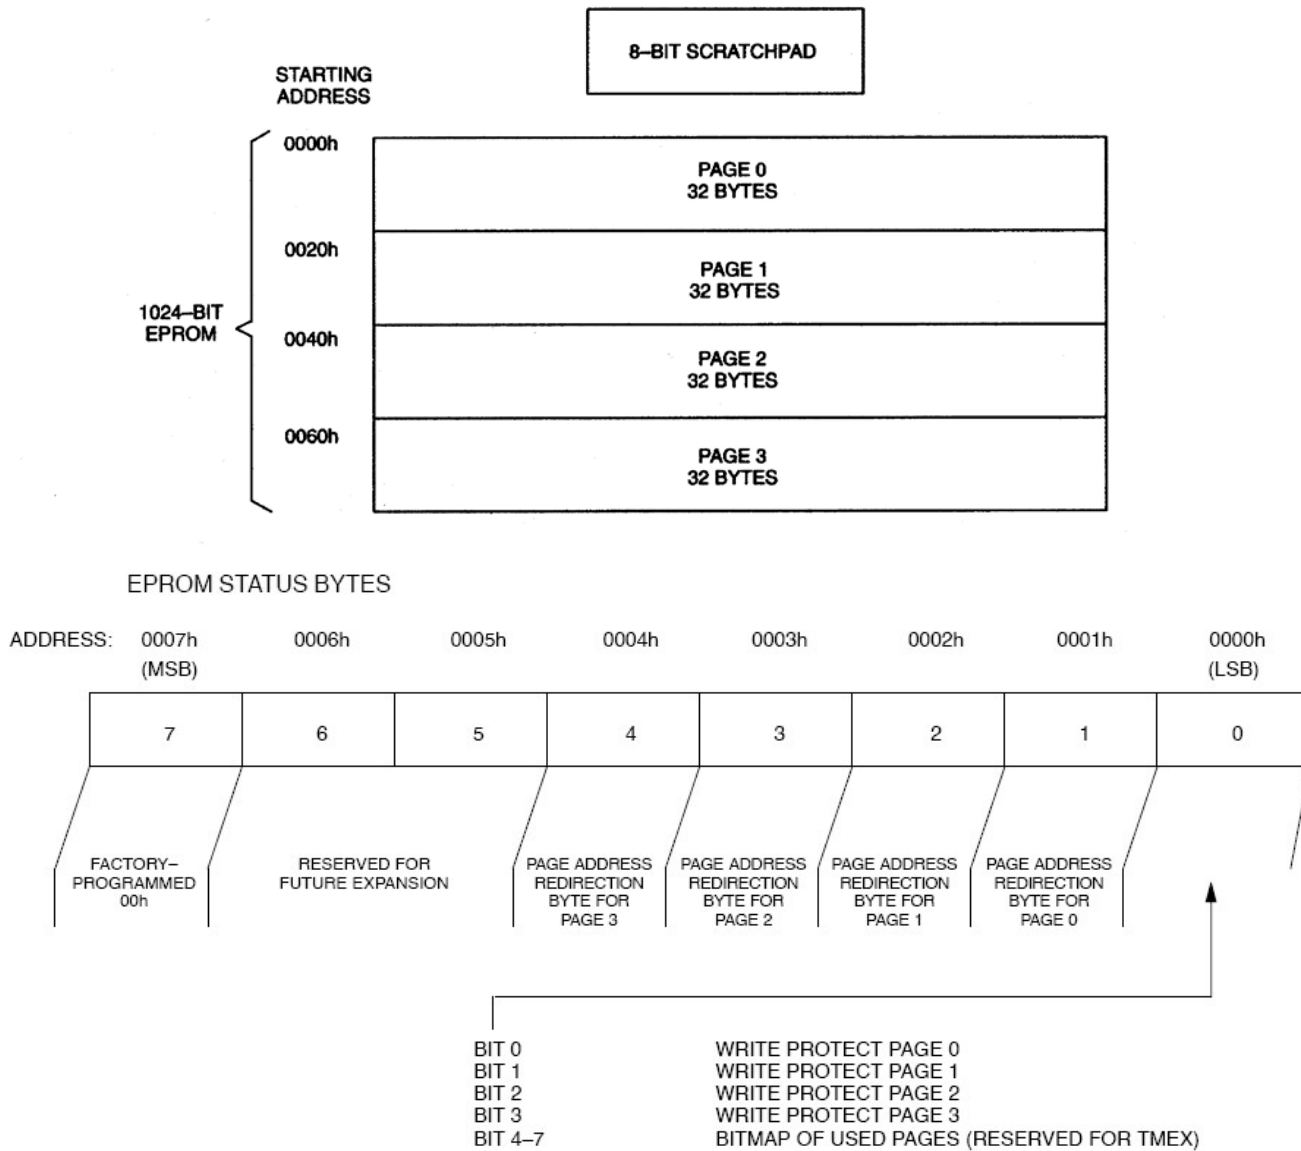 8–BIT SCRATCHPAD
STARTING
ADDRESS
0000h
PAGE 0
32 BYTES
0020h
PAGE 1
32 BYTES
1024–BIT
EPROM
0040h
PAGE 2
32 BYTES
0060h
PAGE 3
32 BYTES
EPROM STATUS BYTES
ADDRESS: 0007h 0006h 0005h 0004h 0003h 0002h 0001h 0000h
(MSB) (LSB)
7 6 5 4 3 2 1 0
FACTORY–
PROGRAMMED
00h
RESERVED FOR
FUTURE EXPANSION
PAGE ADDRESS
REDIRECTION
BYTE FOR
PAGE 3
PAGE ADDRESS
REDIRECTION
BYTE FOR
PAGE 2
PAGE ADDRESS
REDIRECTION
BYTE FOR
PAGE 1
PAGE ADDRESS
REDIRECTION
BYTE FOR
PAGE 0
BIT 0 WRITE PROTECT PAGE 0
BIT 1 WRITE PROTECT PAGE 1
BIT 2 WRITE PROTECT PAGE 2
BIT 3 WRITE PROTECT PAGE 3
BIT 4–7 BITMAP OF USED PAGES (RESERVED FOR TMEX)